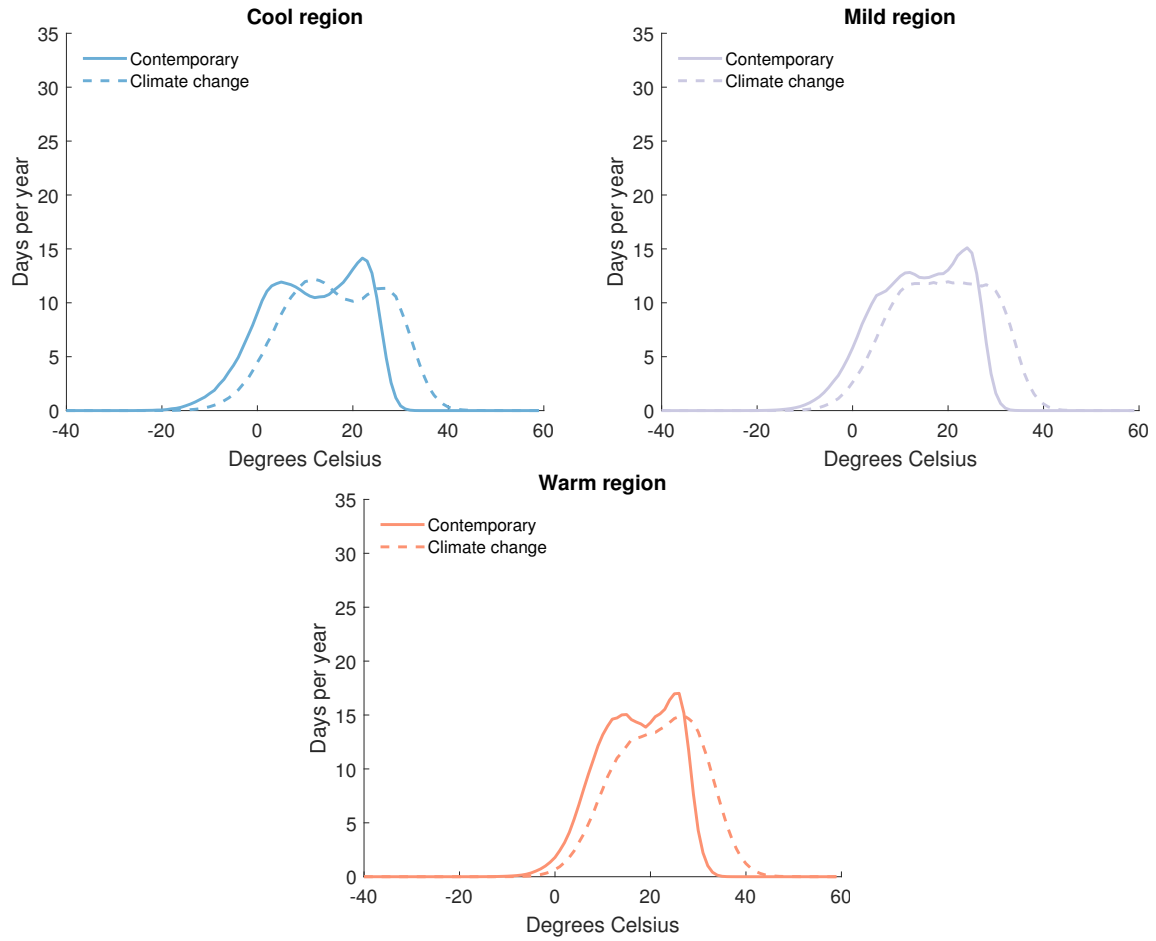 Cool region
35
30
25
20
15
10
5
0
Days per year
Contemporary
Climate change
-40 -20 0 20 40 60
Degrees Celsius
Mild region
35
30
25
20
15
10
5
0
Days per year
Contemporary
Climate change
-40 -20 0 20 40 60
Degrees Celsius
Warm region
35
30
25
20
15
10
5
0
Days per year
Contemporary
Climate change
-40 -20 0 20 40 60
Degrees Celsius